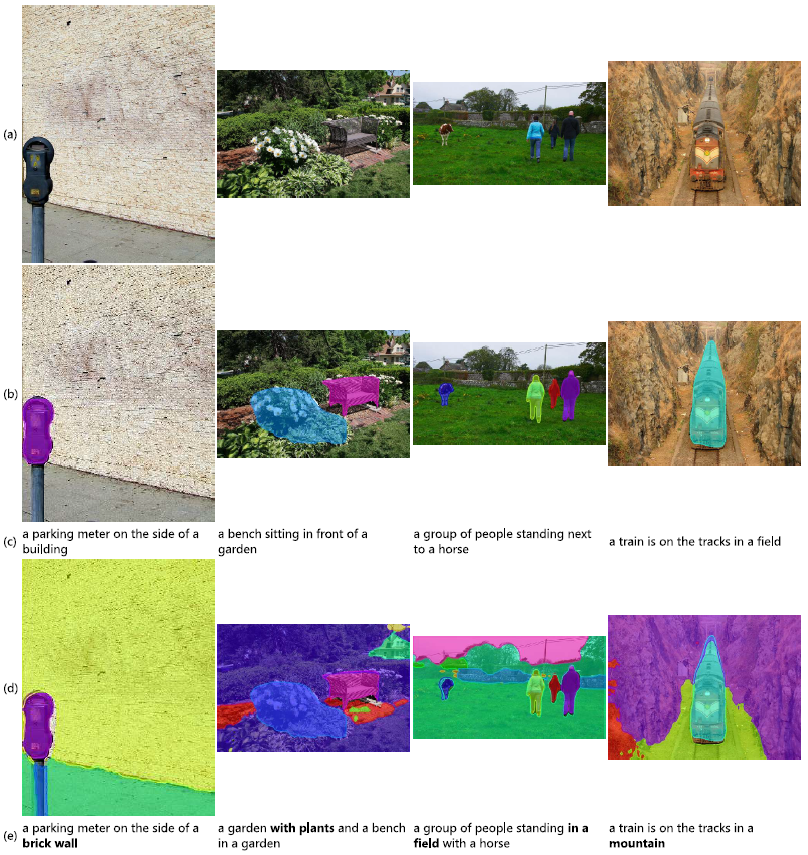 (a)
(b)
(c)
a parking meter on the side of a
building
a bench sitting in front of a
garden
a group of people standing next
to a horse
a train is on the tracks in a field
(d)
(e)
a parking meter on the side of a
brick wall
a garden with plants and a bench
in a garden
a group of people standing in a
field with a horse
a train is on the tracks in a
mountain